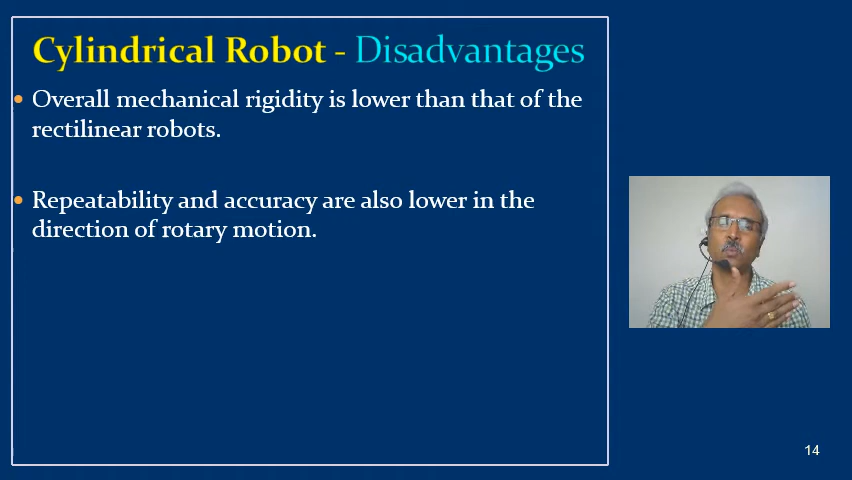 Cylindrical Robot - Disadvantages
• Overall mechanical rigidity is lower than that of the
rectilinear robots.
• Repeatability and accuracy are also lower in the
direction of rotary motion.
14